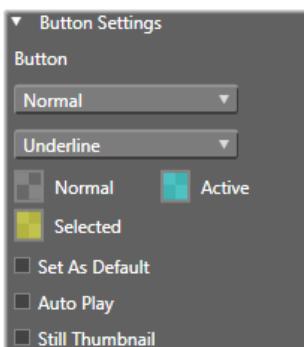 Button Settings
Button
Normal
Underline
Normal Active
Selected
Set As Default
Auto Play
Still Thumbnail